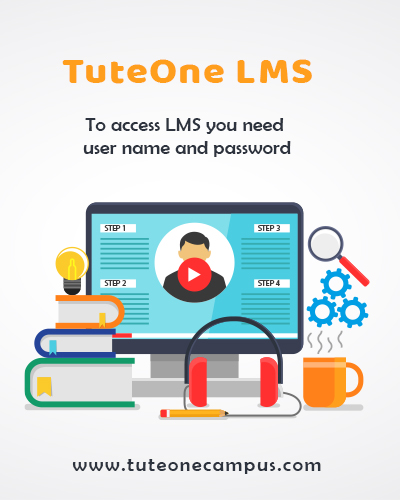 TuteOne LMS
To access LMS you need
user name and password
STEP 1
STEP 3
STEP 2
STEP 4
www.tuteonecampus.com